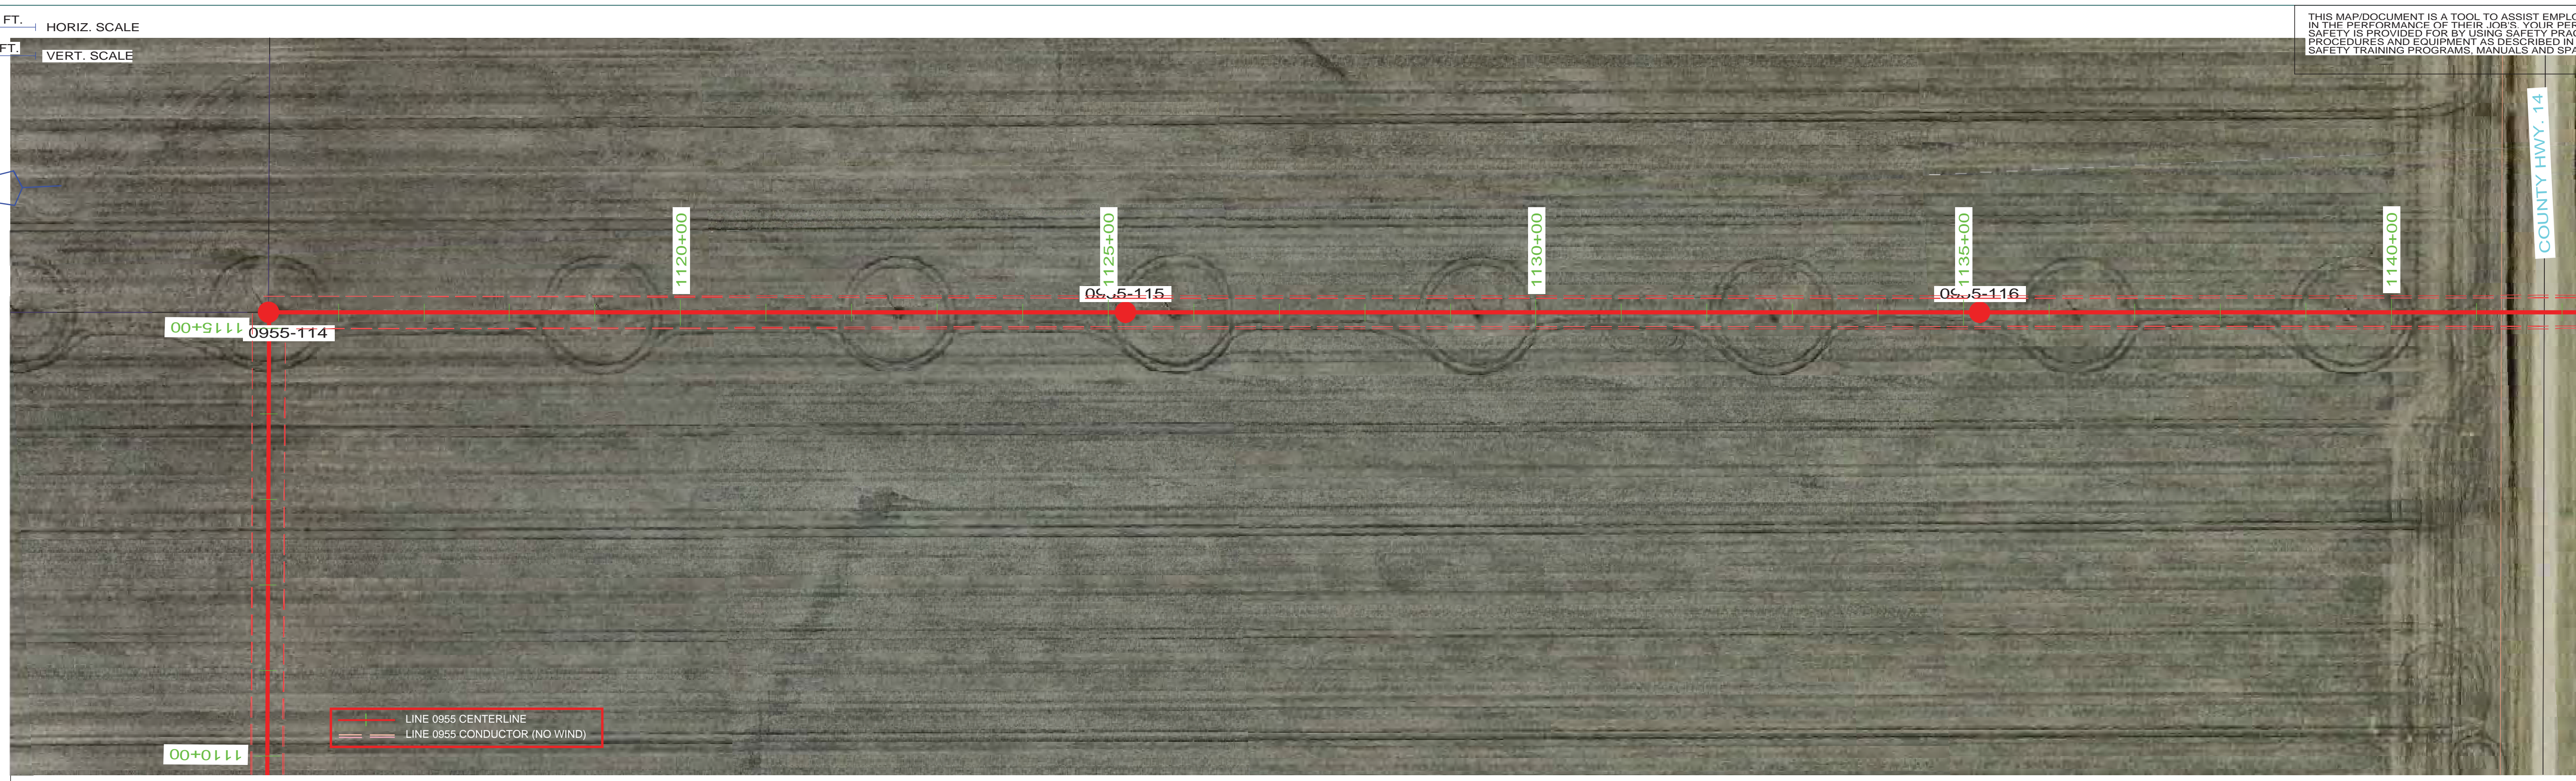 FT.
HORIZ. SCALE
FT.
VERT. SCALE
THIS MAP/DOCUMENT IS A TOOL TO ASSIST EMPLO
IN THE PERFORMANCE OF THEIR JOB'S. YOUR PER
SAFETY IS PROVIDED FOR BY USING SAFETY PRAC
PROCEDURES AND EQUIPMENT AS DESCRIBED IN
SAFETY TRAINING PROGRAMS, MANUALS AND SPA
COUNTY HWY. 14
1120+00
1125+00
1130+00
1135+00
1140+00
0955-115
0955-116
1115+00
0955-114
LINE 0955 CENTERLINE
LINE 0955 CONDUCTOR (NO WIND)
1110+00